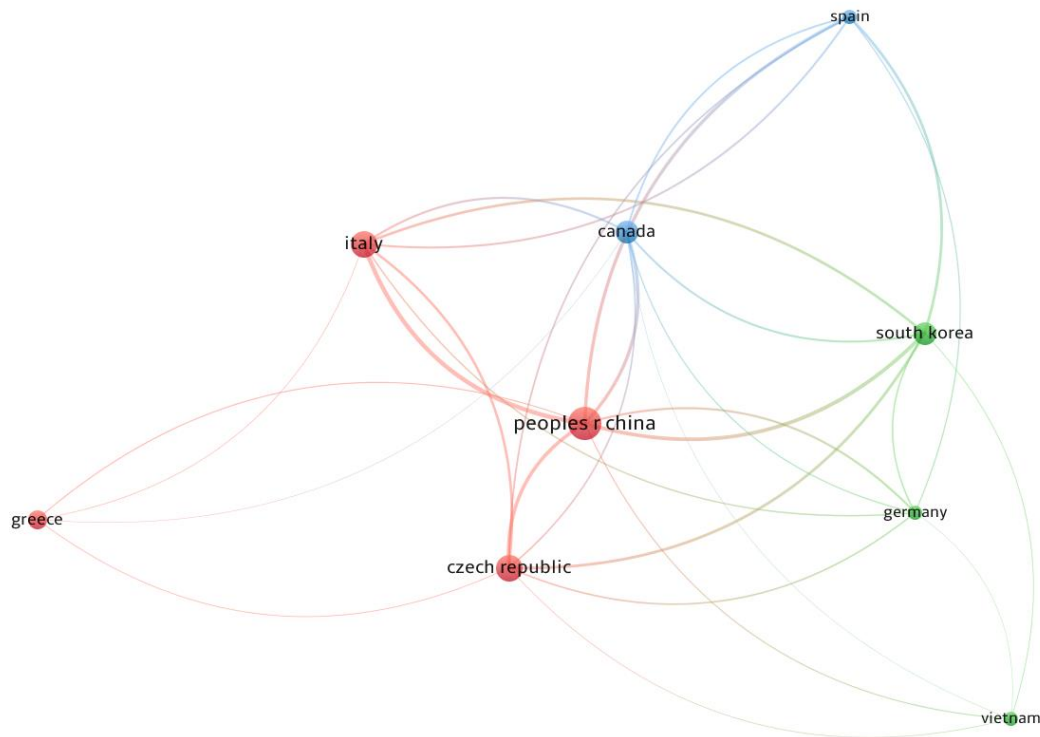 spain
canada
italy
south korea
peoples r china
germany
greece
czech republic
vietnam